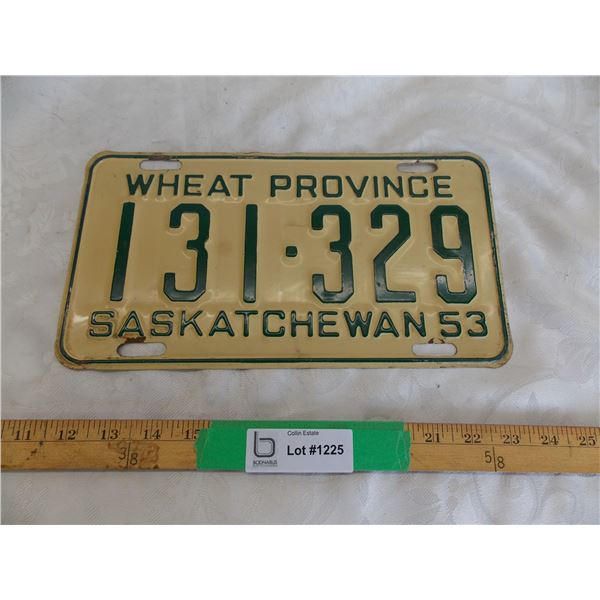 WHEAT PROVINCE
131·329
SASKATCHEWAN 53
11 12 13 14 15 21 22 23 24 25
3/8 5/8
Collin Estate
Lot #1225
BODNARUS